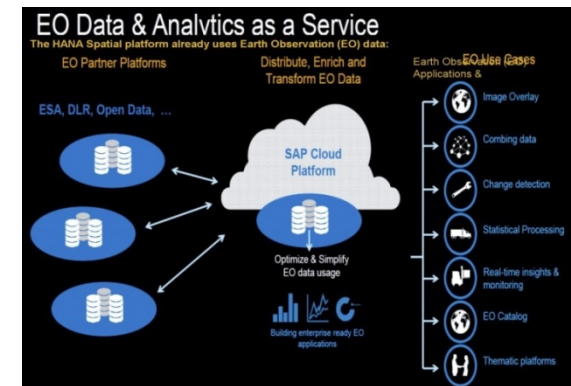 EO Data & Analytics as a Service
The HANA Spatial platform already uses Earth Observation (EO) data:
EO Partner Platforms
ESA, DLR, Open Data, ...
Distribute, Enrich and
Transform EO Data
SAP Cloud
Platform
Optimize & Simplify
EO data usage
Building enterprise ready EO
applications
Earth Observation (EO)
Applications &
EO Use Cases
Image Overlay
Combing data
Change detection
Statistical Processing
Real-time insights &
monitoring
EO Catalog
Thematic platforms